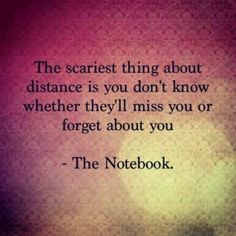 The scariest thing about
distance is you don't know
whether they'll miss you or
forget about you
- The Notebook.